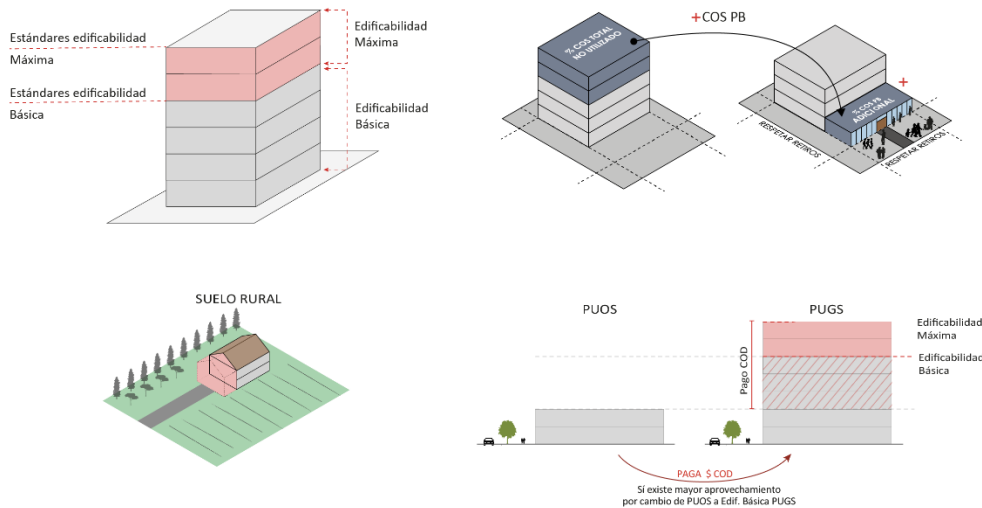 Estándares edificabilidad
Máxima
Estándares edificabilidad
Básica
Edificabilidad
Máxima
Edificabilidad
Básica
+COS PB
% COS TOTAL
NO UTILIZADO
+
% COS PB
ADICIONAL
RESPETAR RETIROS
RESPETAR RETIROS
SUELO RURAL
PUOS
PUGS
Pago COD
Edificabilidad
Máxima
Edificabilidad
Básica
PAGA $ COD
Sí existe mayor aprovechamiento
por cambio de PUOS a Edif. Básica PUGS